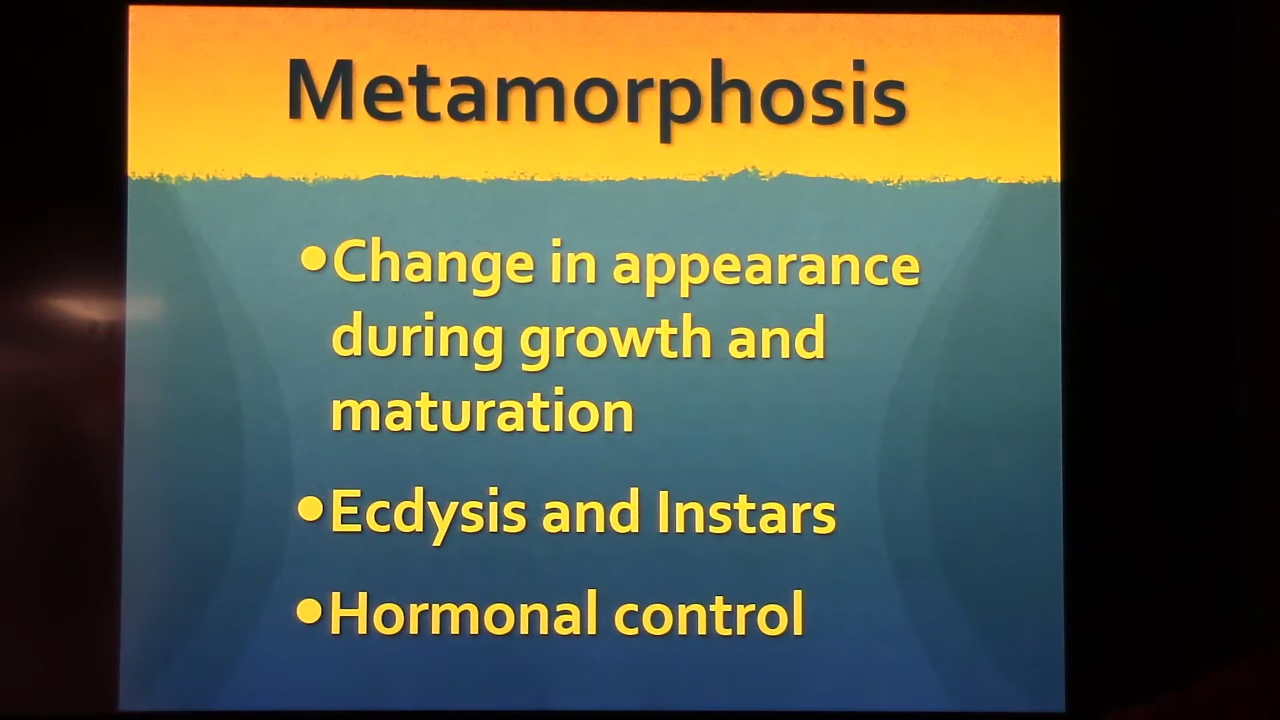 Metamorphosis
•Change in appearance
during growth and
maturation
•Ecdysis and Instars
•Hormonal control